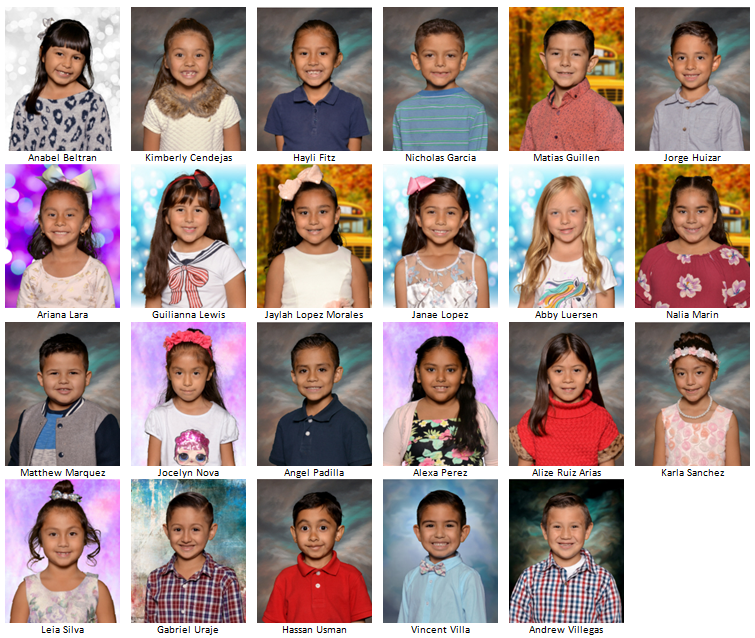 Anabel Beltran
Kimberly Cendejas
Hayli Fitz
Nicholas Garcia
Matias Guillen
Jorge Huizar
Ariana Lara
Guilianna Lewis
Jaylah Lopez Morales
Janae Lopez
Abby Luersen
Nalia Marin
Matthew Marquez
Jocelyn Nova
Angel Padilla
Alexa Perez
Alize Ruiz Arias
Karla Sanchez
Leia Silva
Gabriel Uraje
Hassan Usman
Vincent Villa
Andrew Villegas